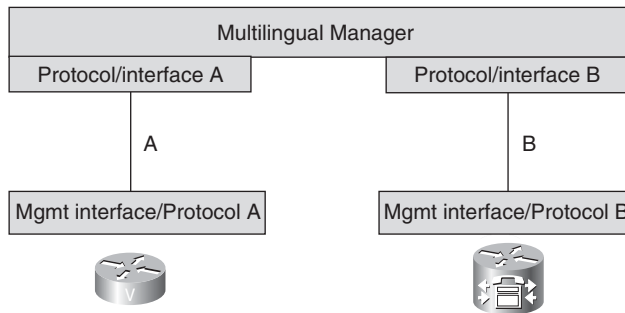 Multilingual Manager
Protocol/interface A
Protocol/interface B
A
B
Mgmt interface/Protocol A
Mgmt interface/Protocol B
V